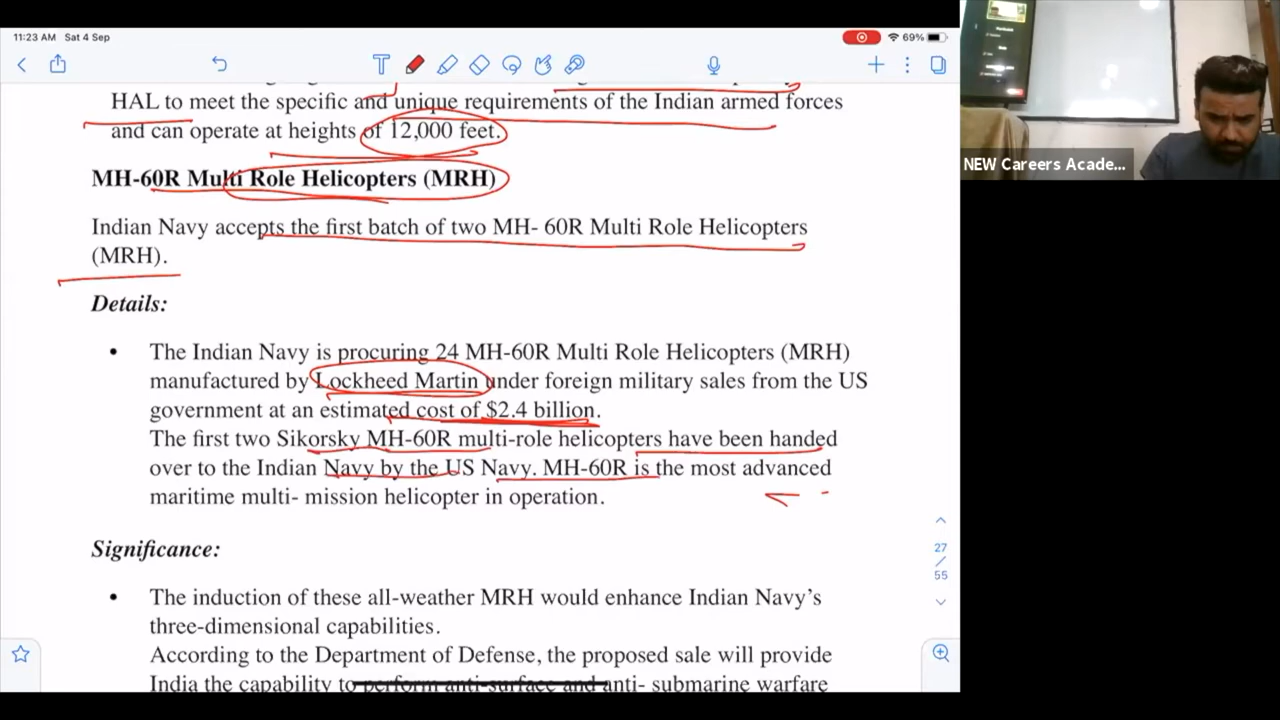 11:23 AM Sat 4 Sep
69%
HAL to meet the specific and unique requirements of the Indian armed forces
and can operate at heights of 12,000 feet.
MH-60R Multi Role Helicopters (MRH)
Indian Navy accepts the first batch of two MH- 60R Multi Role Helicopters
(MRH).
Details:
• The Indian Navy is procuring 24 MH-60R Multi Role Helicopters (MRH)
manufactured by Lockheed Martin under foreign military sales from the US
government at an estimated cost of $2.4 billion.
The first two Sikorsky MH-60R multi-role helicopters have been handed
over to the Indian Navy by the US Navy. MH-60R is the most advanced
maritime multi- mission helicopter in operation.
Significance:
• The induction of these all-weather MRH would enhance Indian Navy’s
three-dimensional capabilities.
According to the Department of Defense, the proposed sale will provide
India the capability to perform anti-surface and anti- submarine warfare
27
/
55
NEW Careers Acade...